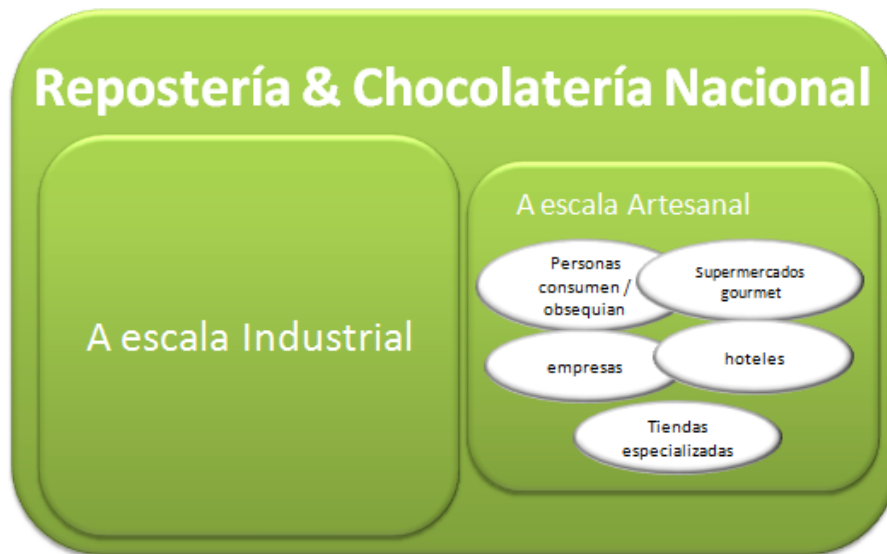 Repostería & Chocolatería Nacional
A escala Industrial
A escala Artesanal
Personas
consumen /
obsequian
Supermercados
gourmet
empresas
hoteles
Tiendas
especializadas